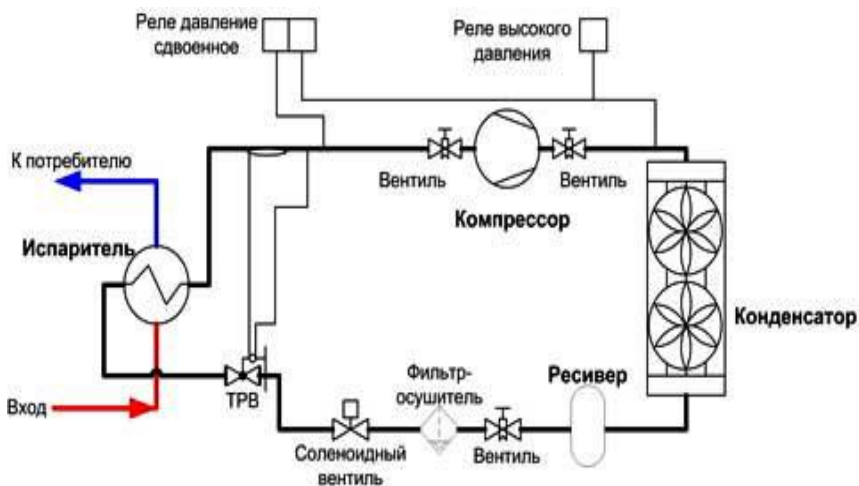 Реле давление
сдвоенное
Реле высокого
давления
К потребителю
Вентиль
Вентиль
Компрессор
Испаритель
Конденсатор
Вход
ТРВ
Фильтр-
осушитель
Ресивер
Соленоидный
вентиль
Вентиль